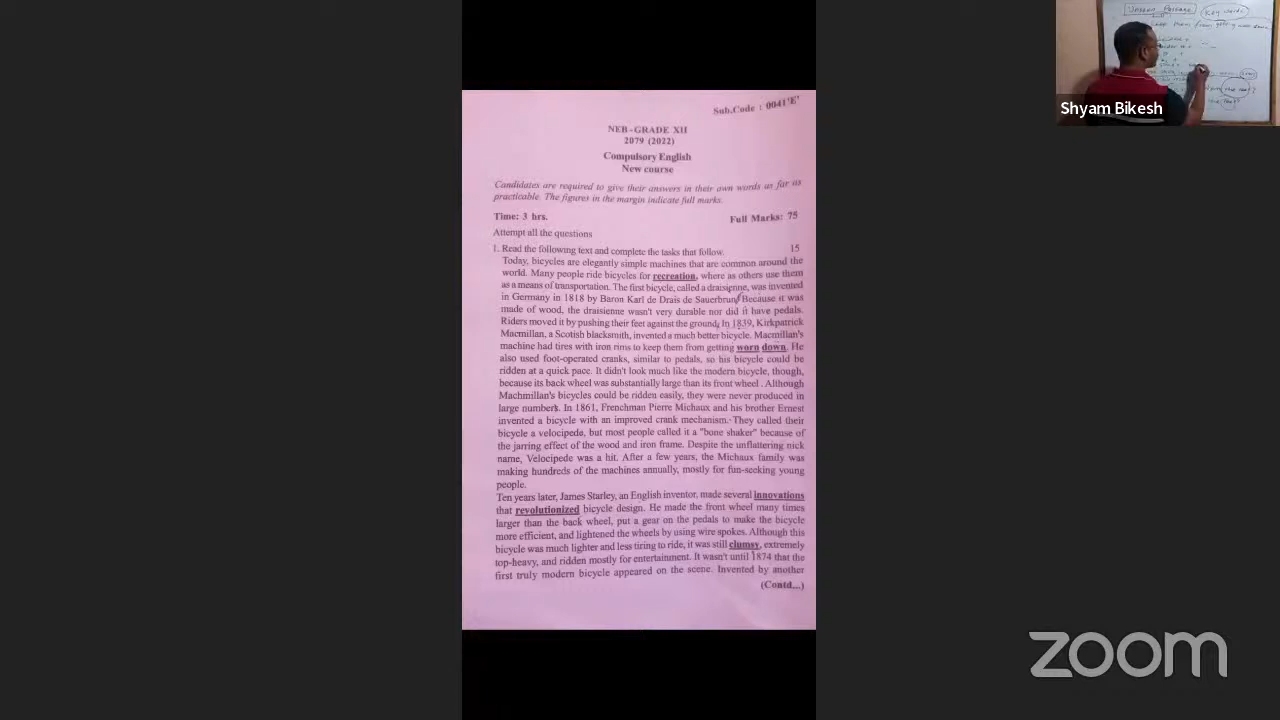 Sub.Code : 0041'E'
NEB-GRADE XII
2079 (2022)
Compulsory English
New course
Candidates are required to give their answers in their own words as far as
practicable. The figures in the margin indicate full marks.
Time: 3 hrs.
Full Marks: 75
Attempt all the questions
1. Read the following text and complete the tasks that follow. 15
Today, bicycles are elegantly simple machines that are common around the
world. Many people ride bicycles for recreation, where as others use them
as a means of transportation. The first bicycle, called a draisienne, was invented
in Germany in 1818 by Baron Karl de Drais de Sauerbrun. Because it was
made of wood, the draisienne wasn't very durable nor did it have pedals.
Riders moved it by pushing their feet against the ground. In 1839, Kirkpatrick
Macmillan, a Scotish blacksmith, invented a much better bicycle. Macmillan's
machine had tires with iron rims to keep them from getting worn down. He
also used foot-operated cranks, similar to pedals, so his bicycle could be
ridden at a quick pace. It didn't look much like the modern bicycle, though,
because its back wheel was substantially large than its front wheel . Although
Machmillan's bicycles could be ridden easily, they were never produced in
large numbers. In 1861, Frenchman Pierre Michaux and his brother Ernest
invented a bicycle with an improved crank mechanism. They called their
bicycle a velocipede, but most people called it a "bone shaker" because of
the jarring effect of the wood and iron frame. Despite the unflattering nick
name, Velocipede was a hit. After a few years, the Michaux family was
making hundreds of the machines annually, mostly for fun-seeking young
people.
Ten years later, James Starley, an English inventor, made several innovations
that revolutionized bicycle design. He made the front wheel many times
larger than the back wheel, put a gear on the pedals to make the bicycle
more efficient, and lightened the wheels by using wire spokes. Although this
bicycle was much lighter and less tiring to ride, it was still clumsy, extremely
top-heavy, and ridden mostly for entertainment. It wasn't until 1874 that the
first truly modern bicycle appeared on the scene. Invented by another
(Contd...)
Unseen Passage
Key words
Shyam Bikesh
zoom